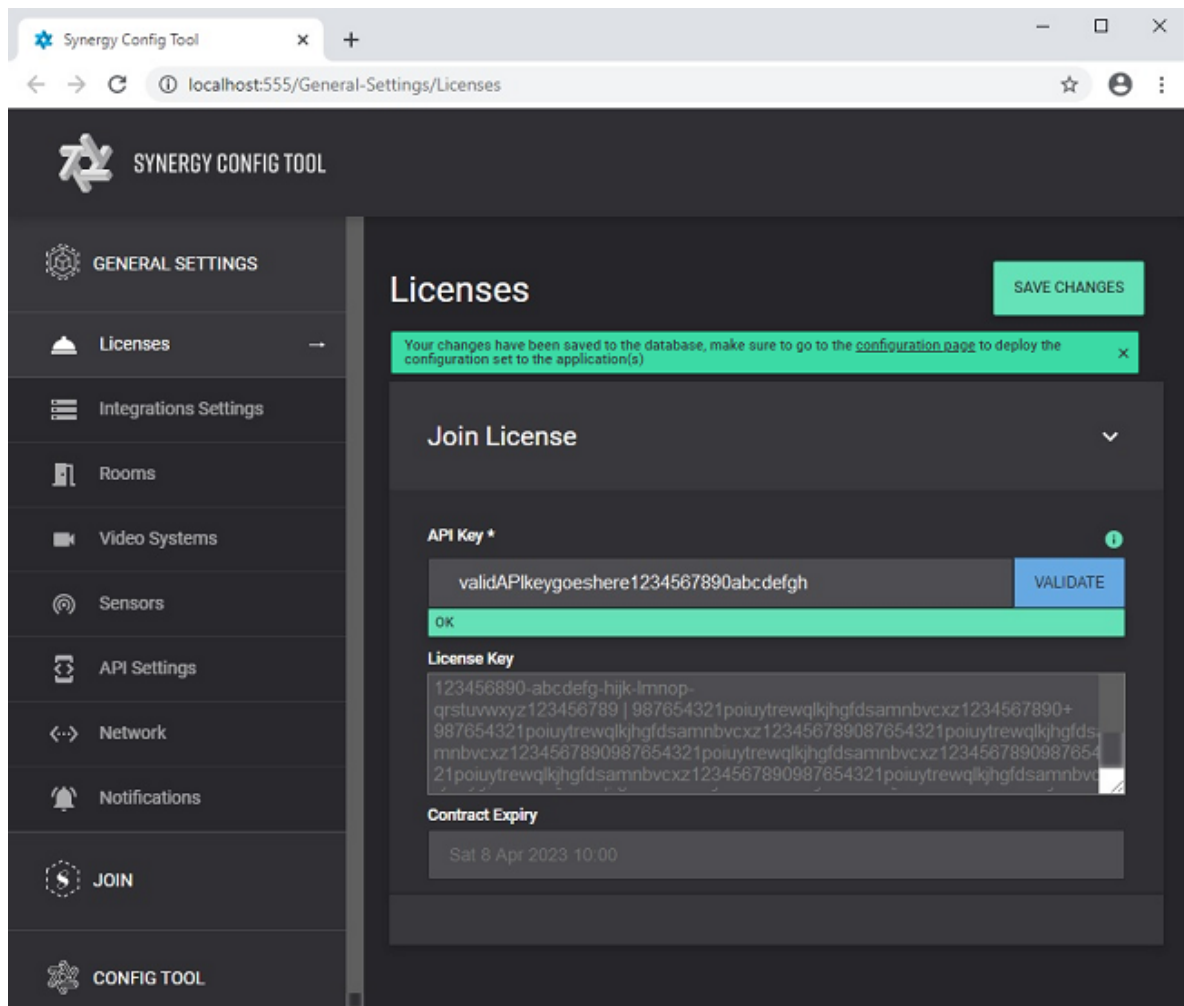 Synergy Config Tool
localhost:555/General-Settings/Licenses
SYNERGY CONFIG TOOL
GENERAL SETTINGS
Licenses
Integrations Settings
Rooms
Video Systems
Sensors
API Settings
Network
Notifications
JOIN
CONFIG TOOL
Licenses
SAVE CHANGES
Your changes have been saved to the database, make sure to go to the configuration page to deploy the
configuration set to the application(s)
Join License
API Key *
validAPIkeygoeshere1234567890abcdefgh
VALIDATE
OK
License Key
123456890-abcdefg-hijk-lmnop-
qrstuvwxyz123456789 | 987654321poiuytrewqlkjhgfdsamnbvcxz1234567890+
987654321poiuytrewqlkjhgfdsamnbvcxz123456789087654321poiuytrewqlkjhgfds
mnbvcxz1234567890987654321poiuytrewqlkjhgfdsamnbvcxz1234567890987654
21poiuytrewqlkjhgfdsamnbvcxz1234567890987654321poiuytrewqlkjhgfdsamnbvc
Contract Expiry
Sat 8 Apr 2023 10:00